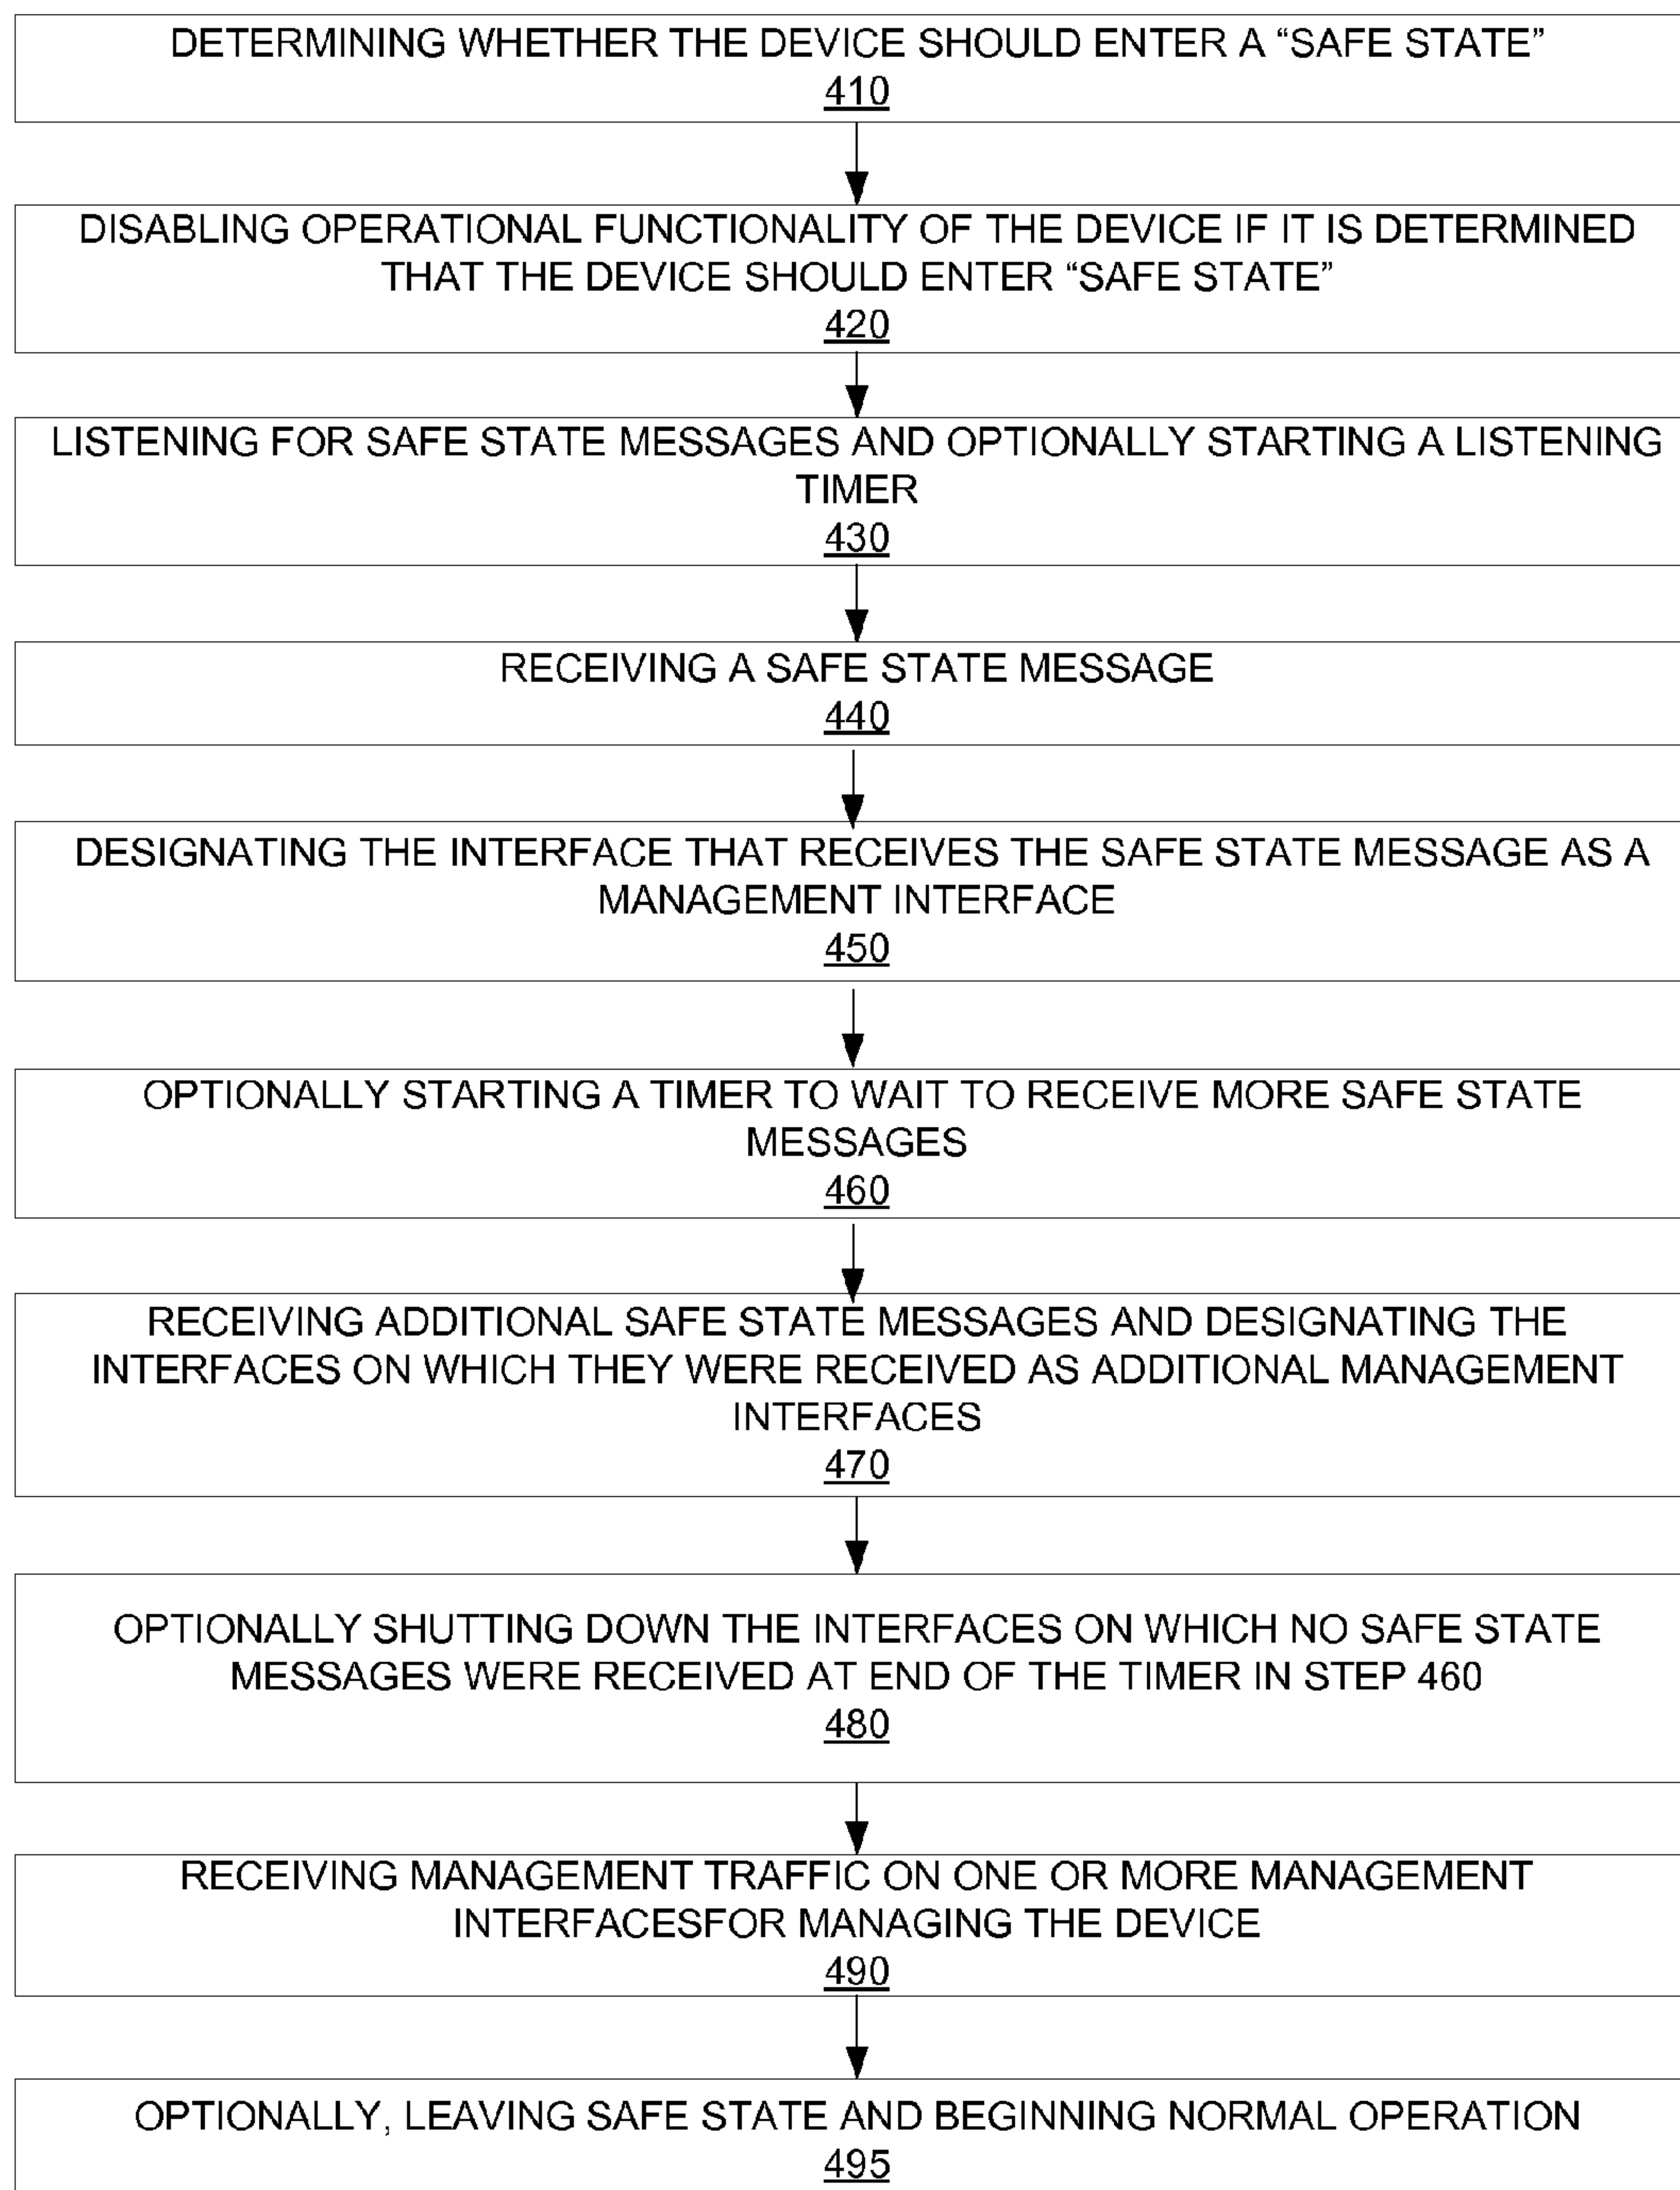 DETERMINING WHETHER THE DEVICE SHOULD ENTER A “SAFE STATE”
410
DISABLING OPERATIONAL FUNCTIONALITY OF THE DEVICE IF IT IS DETERMINED
THAT THE DEVICE SHOULD ENTER “SAFE STATE”
420
LISTENING FOR SAFE STATE MESSAGES AND OPTIONALLY STARTING A LISTENING
TIMER
430
RECEIVING A SAFE STATE MESSAGE
440
DESIGNATING THE INTERFACE THAT RECEIVES THE SAFE STATE MESSAGE AS A
MANAGEMENT INTERFACE
450
OPTIONALLY STARTING A TIMER TO WAIT TO RECEIVE MORE SAFE STATE
MESSAGES
460
RECEIVING ADDITIONAL SAFE STATE MESSAGES AND DESIGNATING THE
INTERFACES ON WHICH THEY WERE RECEIVED AS ADDITIONAL MANAGEMENT
INTERFACES
470
OPTIONALLY SHUTTING DOWN THE INTERFACES ON WHICH NO SAFE STATE
MESSAGES WERE RECEIVED AT END OF THE TIMER IN STEP 460
480
RECEIVING MANAGEMENT TRAFFIC ON ONE OR MORE MANAGEMENT
INTERFACESFOR MANAGING THE DEVICE
490
OPTIONALLY, LEAVING SAFE STATE AND BEGINNING NORMAL OPERATION
495